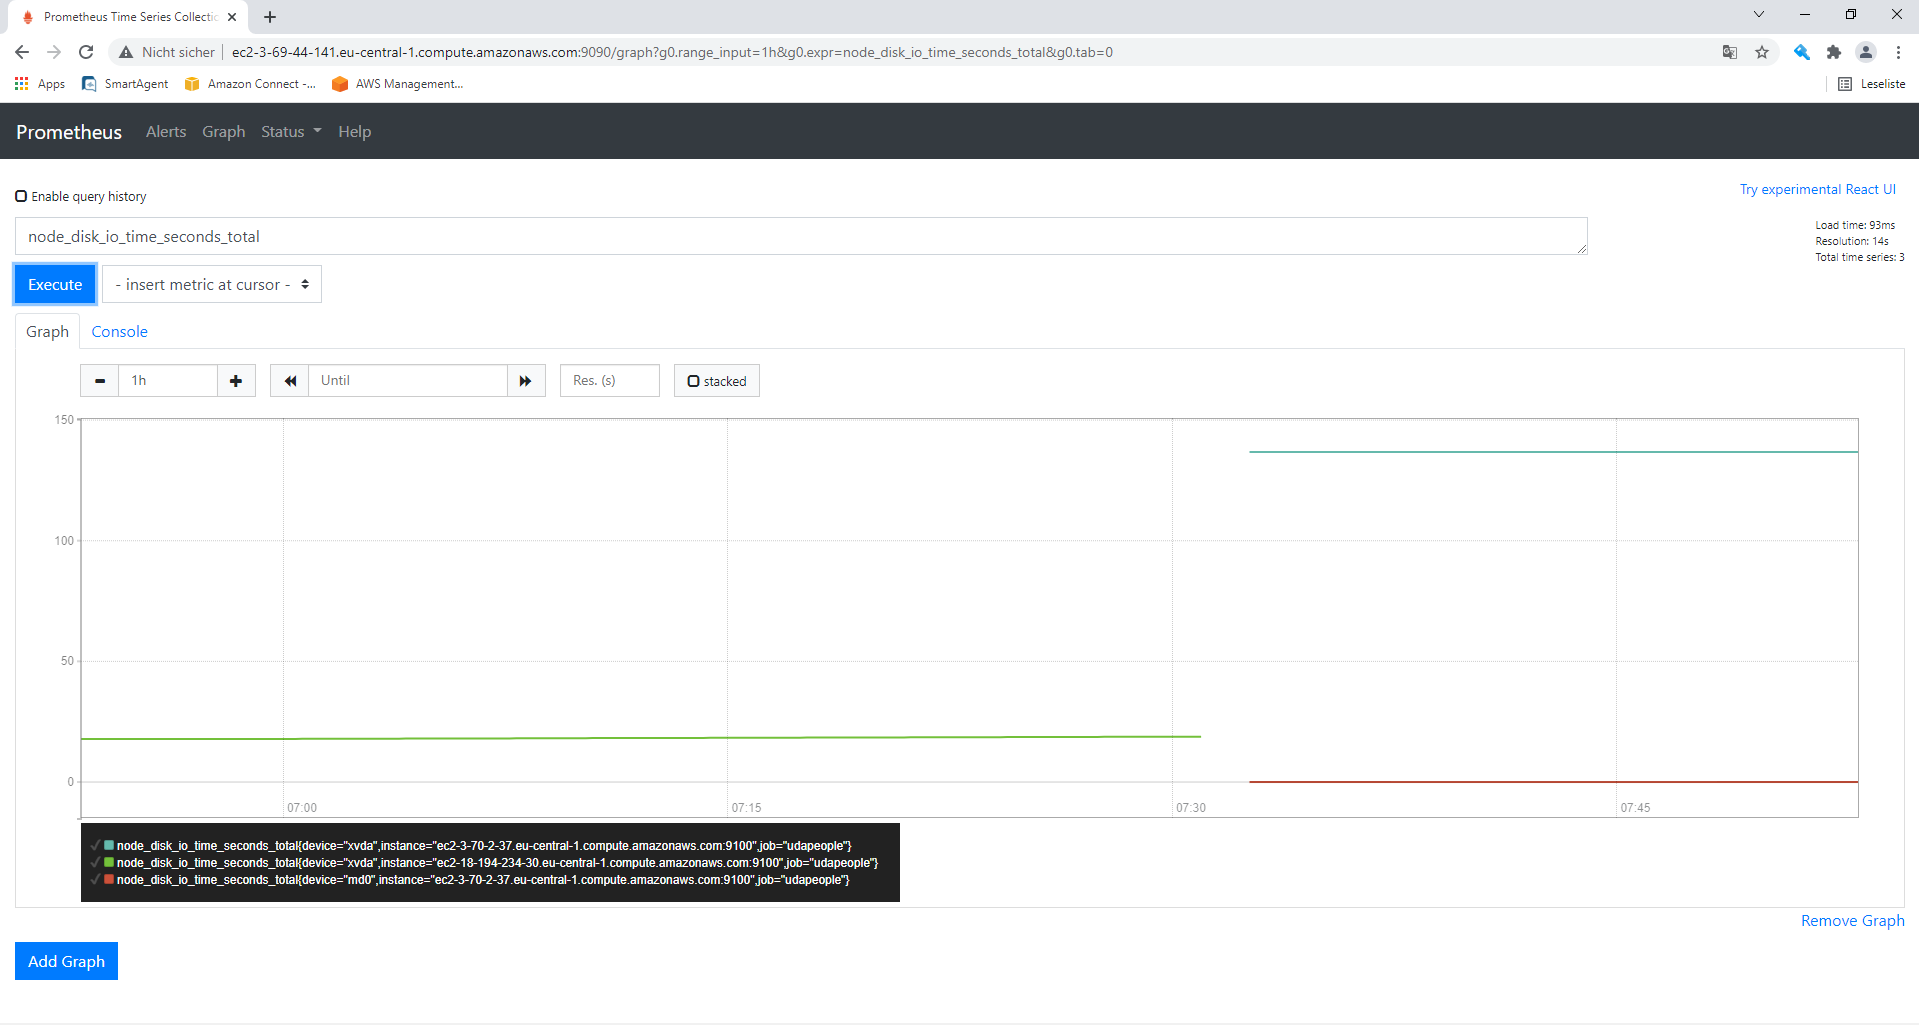 Prometheus Time Series Collectic
Nicht sicher ec2-3-69-44-141.eu-central-1.compute.amazonaws.com:9090/graph?g0.range_input=1h&g0.expr=node_disk_io_time_seconds_total&g0.tab=0
Apps SmartAgent Amazon Connect -... AWS Management... Leseliste
Prometheus Alerts Graph Status Help
Try experimental React UI
Enable query history
node_disk_io_time_seconds_total
Load time: 93ms
Resolution: 14s
Total time series: 3
Execute - insert metric at cursor -
Graph Console
1h Until Res. (s) stacked
150
100
50
0
07:00 07:15 07:30 07:45
node_disk_io_time_seconds_total{device="xvda",instance="ec2-3-70-2-37.eu-central-1.compute.amazonaws.com:9100",job="udapeople"}
node_disk_io_time_seconds_total{device="xvda",instance="ec2-18-194-234-30.eu-central-1.compute.amazonaws.com:9100",job="udapeople"}
node_disk_io_time_seconds_total{device="md0",instance="ec2-3-70-2-37.eu-central-1.compute.amazonaws.com:9100",job="udapeople"}
Remove Graph
Add Graph